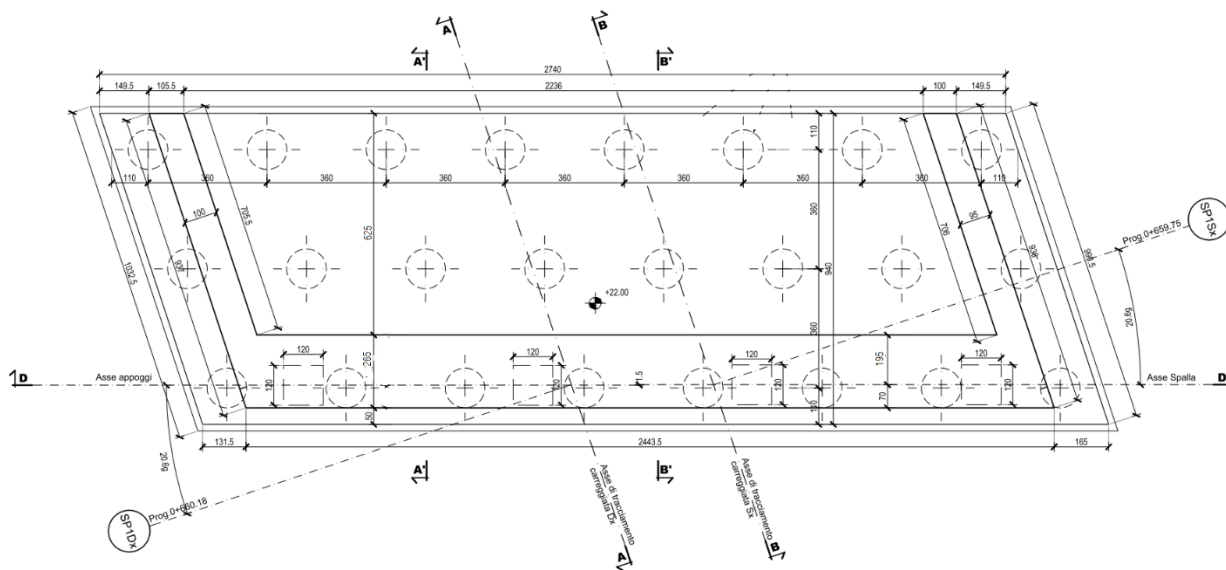 A
B
A'
B'
2740
149.5
105.5
2236
100
149.5
110
110
360
360
360
360
360
360
360
110
100
705.5
625
360
940
706
95
SP1Sx
Prog 0+659.75
1032.5
937
938
998.5
20.6g
+22.00
360
120
120
120
120
265
195
D
Asse appoggi
1.5
Asse Spalla
D
120
120
120
120
50
110
70
131.5
2443.5
165
20.6g
A'
B'
Asse di tracciamento
carreggiata Dx
Asse di tracciamento
carreggiata Sx
Prog 0+660.18
SP1Dx
A
B